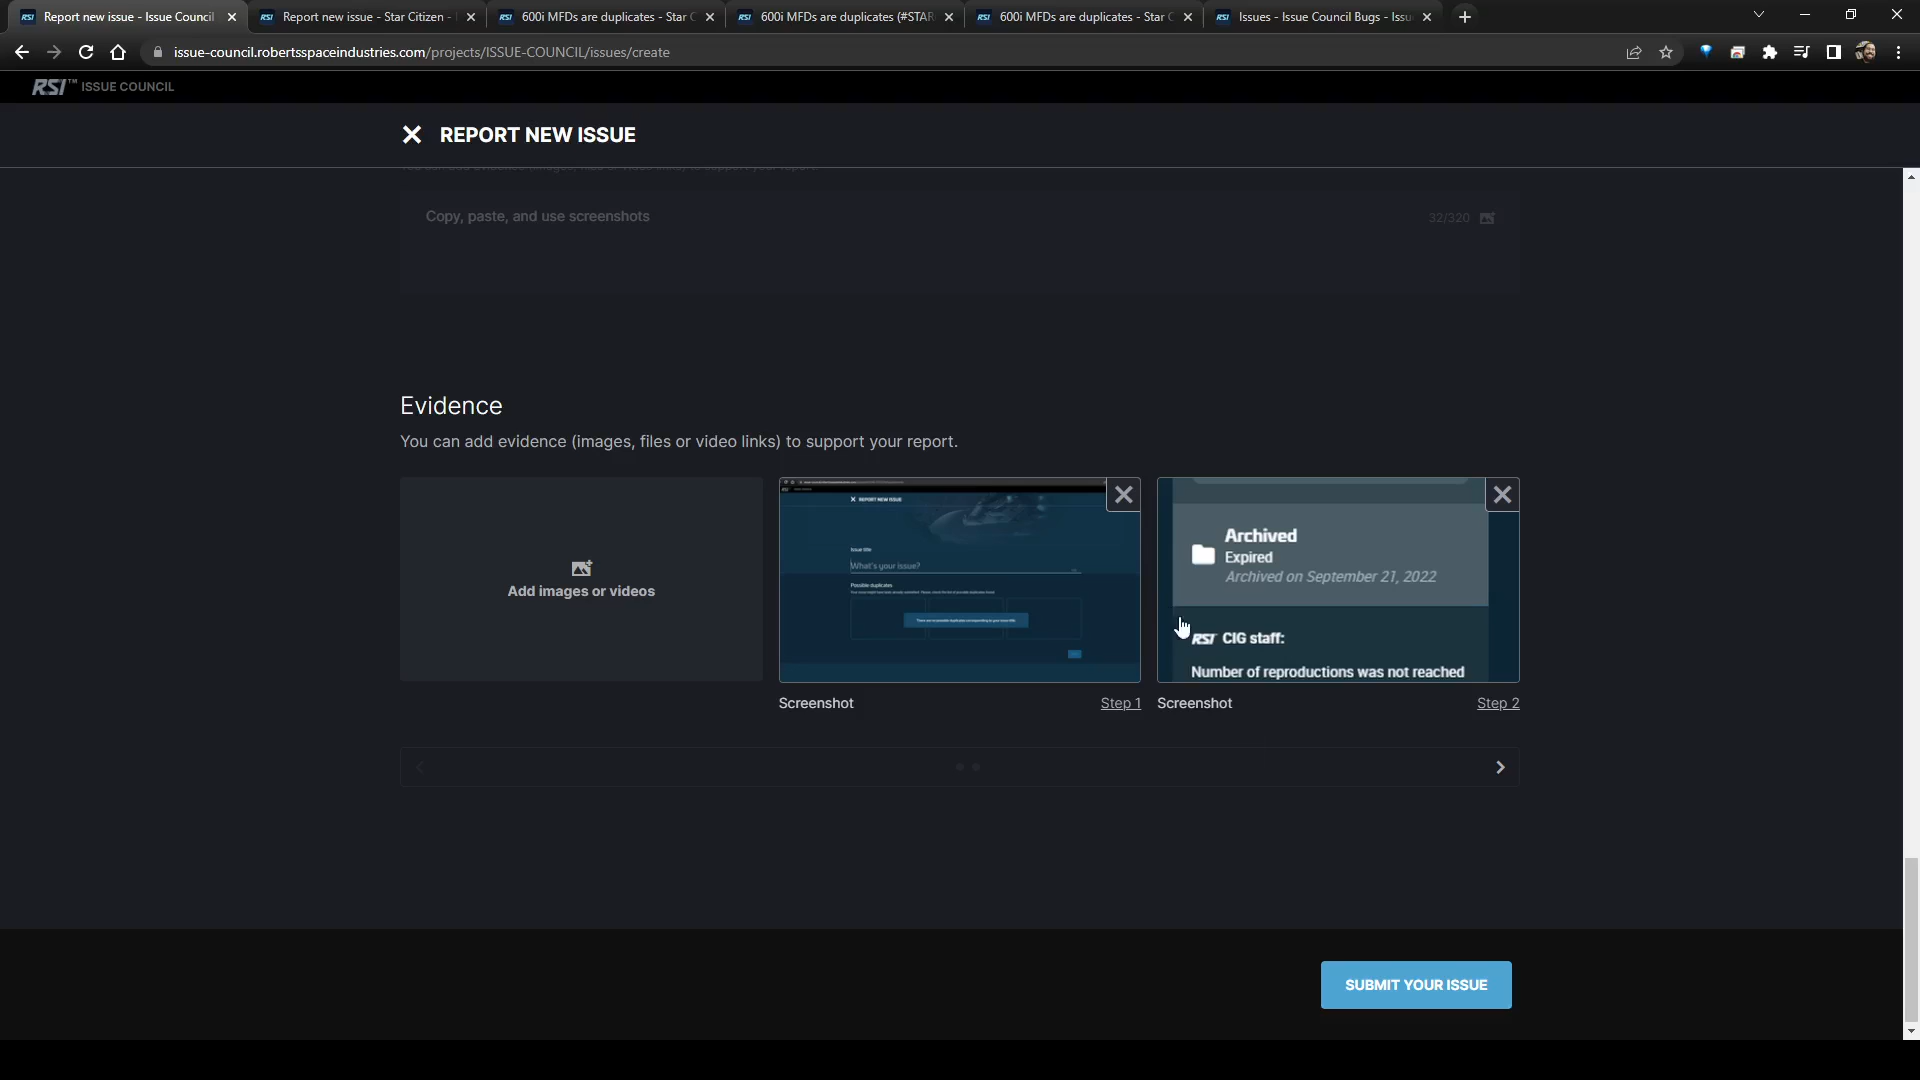 Report new issue - Issue Council
Report new issue - Star Citizen -
600i MFDs are duplicates - Star C
600i MFDs are duplicates (#STAR
600i MFDs are duplicates - Star C
Issues - Issue Council Bugs - Issu
issue-council.robertsspaceindustries.com/projects/ISSUE-COUNCIL/issues/create
RSI™ ISSUE COUNCIL
REPORT NEW ISSUE
Copy, paste, and use screenshots
32/320
Evidence
You can add evidence (images, files or video links) to support your report.
Add images or videos
REPORT NEW ISSUE
Issue title
What's your issue?
Possible duplicates
Archived
Expired
Archived on September 21, 2022
RSI CIG staff:
Number of reproductions was not reached
Screenshot
Step 1
Screenshot
Step 2
SUBMIT YOUR ISSUE